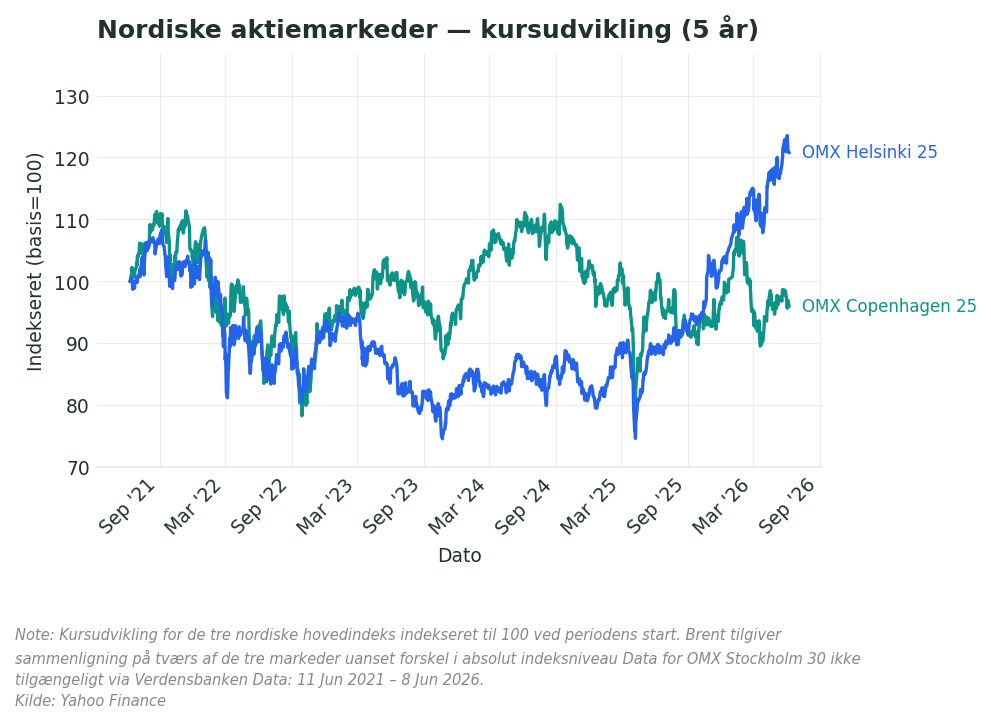 Nordiske aktiemarkeder — kursudvikling (5 år)
130
120
110
100
90
80
70
Indekseret (basis=100)
OMX Helsinki 25
OMX Copenhagen 25
Sep '21
Mar '22
Sep '22
Mar '23
Sep '23
Mar '24
Sep '24
Mar '25
Sep '25
Mar '26
Sep '26
Dato
Note: Kursudvikling for de tre nordiske hovedindeks indekseret til 100 ved periodens start. Brent tilgiver
sammenligning på tværs af de tre markeder uanset forskel i absolut indeksniveau Data for OMX Stockholm 30 ikke
tilgængeligt via Verdensbanken Data: 11 Jun 2021 – 8 Jun 2026.
Kilde: Yahoo Finance